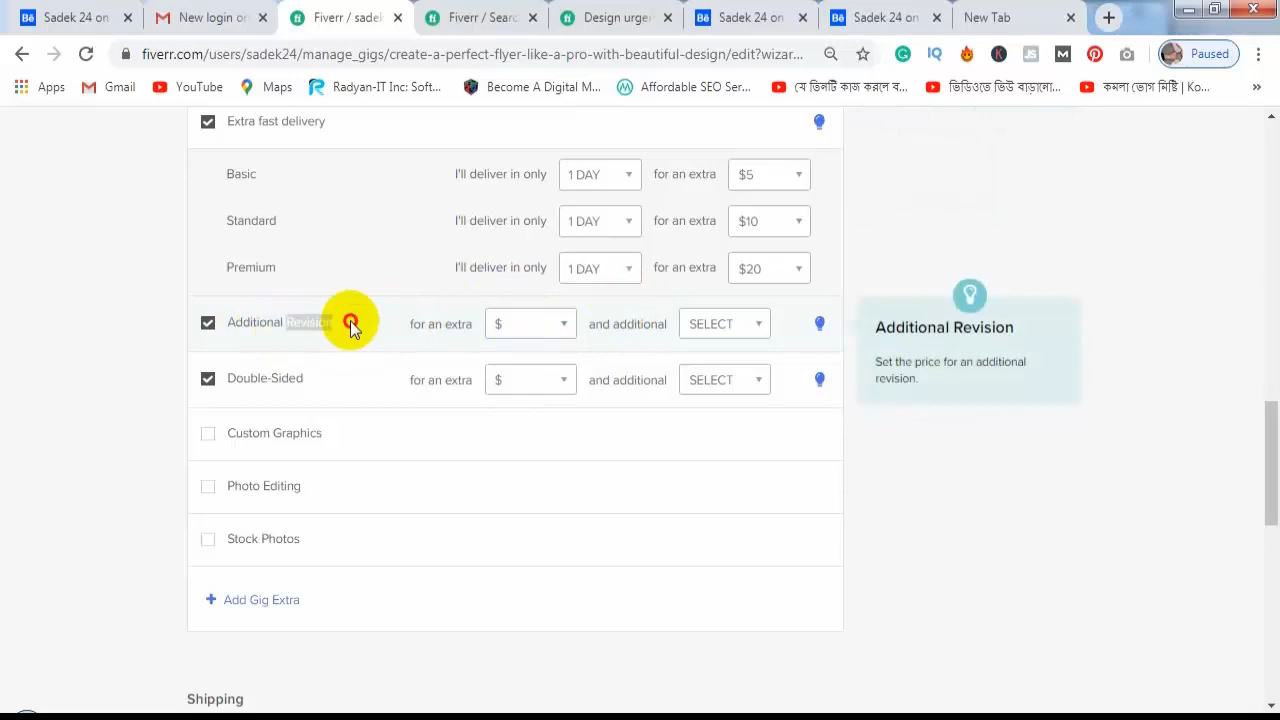 Sadek 24 on
New login or
Fiverr / sadek
Fiverr / Searc
Design urge
Sadek 24 on
Sadek 24 on
New Tab
fiverr.com/users/sadek24/manage_gigs/create-a-perfect-flyer-like-a-pro-with-beautiful-design/edit?wizar...
Paused
Apps
Gmail
YouTube
Maps
Radyan-IT Inc: Soft...
Become A Digital M...
Affordable SEO Ser...
যে তিনটি কাজ করলে ব...
ভিডিওতে ভিউ বাড়ানো...
কমলা ভোগ মিষ্টি | Ko...
Extra fast delivery
Basic I'll deliver in only 1 DAY for an extra $5
Standard I'll deliver in only 1 DAY for an extra $10
Premium I'll deliver in only 1 DAY for an extra $20
Additional Revision for an extra $ and additional SELECT
Additional Revision
Set the price for an additional
revision.
Double-Sided for an extra $ and additional SELECT
Custom Graphics
Photo Editing
Stock Photos
+ Add Gig Extra
Shipping